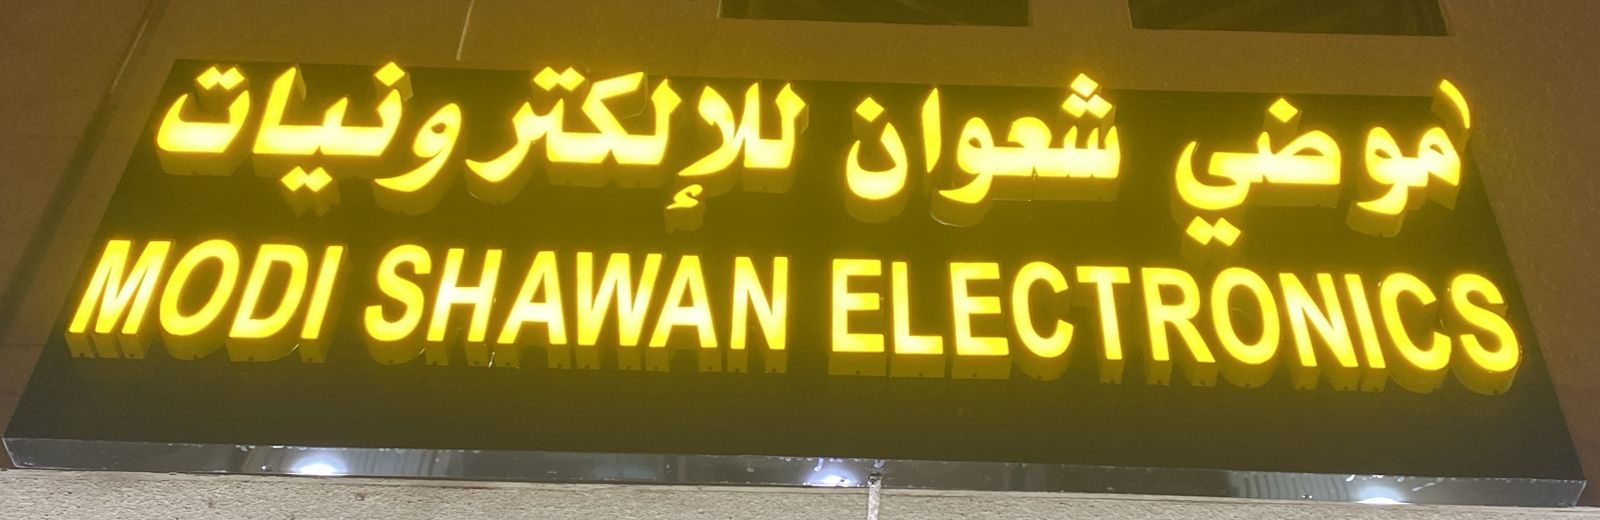 موضي شعوان للإلكترونيات
MODI SHAWAN ELECTRONICS